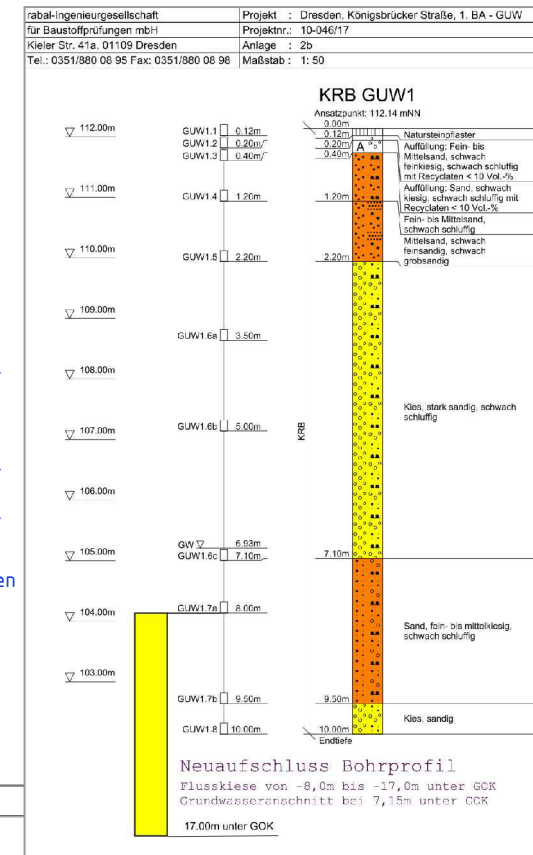 rabal-Ingenieurgesellschaft
für Baustoffprüfungen mbH
Kieler Str. 41a, 01109 Dresden
Tel.: 0351/880 08 95 Fax: 0351/880 08 98
Projekt : Dresden, Königsbrücker Straße, 1. BA - GUW
Projektnr.: 10-046/17
Anlage : 2b
Maßstab : 1: 50
KRB GUW1
Ansatzpunkt: 112.14 mNN
112.00m
111.00m
110.00m
109.00m
108.00m
107.00m
106.00m
105.00m
104.00m
103.00m
GUW1.1 0.12m
GUW1.2 0.20m
GUW1.3 0.40m
GUW1.4 1.20m
GUW1.5 2.20m
GUW1.6a 3.50m
GUW1.6b 5.00m
GW 6.93m
GUW1.6c 7.10m
GUW1.7a 8.00m
GUW1.7b 9.50m
GUW1.8 10.00m
KRB
0.00m
0.12m
0.20m
0.40m
1.20m
2.20m
7.10m
9.50m
10.00m
Endtiefe
A
Natursteinpflaster
Auffüllung: Fein- bis
Mittelsand, schwach
feinkiesig, schwach schluffig
mit Recyclaten < 10 Vol.-%
Auffüllung: Sand, schwach
kiesig, schwach schluffig mit
Recyclaten < 10 Vol.-%
Fein- bis Mittelsand,
schwach schluffig
Mittelsand, schwach
feinsandig, schwach
grobsandig
Kies, stark sandig, schwach
schluffig
Sand, fein- bis mittelkiesig,
schwach schluffig
Kies, sandig
en
Neuaufschluss Bohrprofil
Flusskiese von -8,0m bis -17,0m unter GOK
Grundwasseranschnitt bei 7,15m unter GOK
17.00m unter GOK